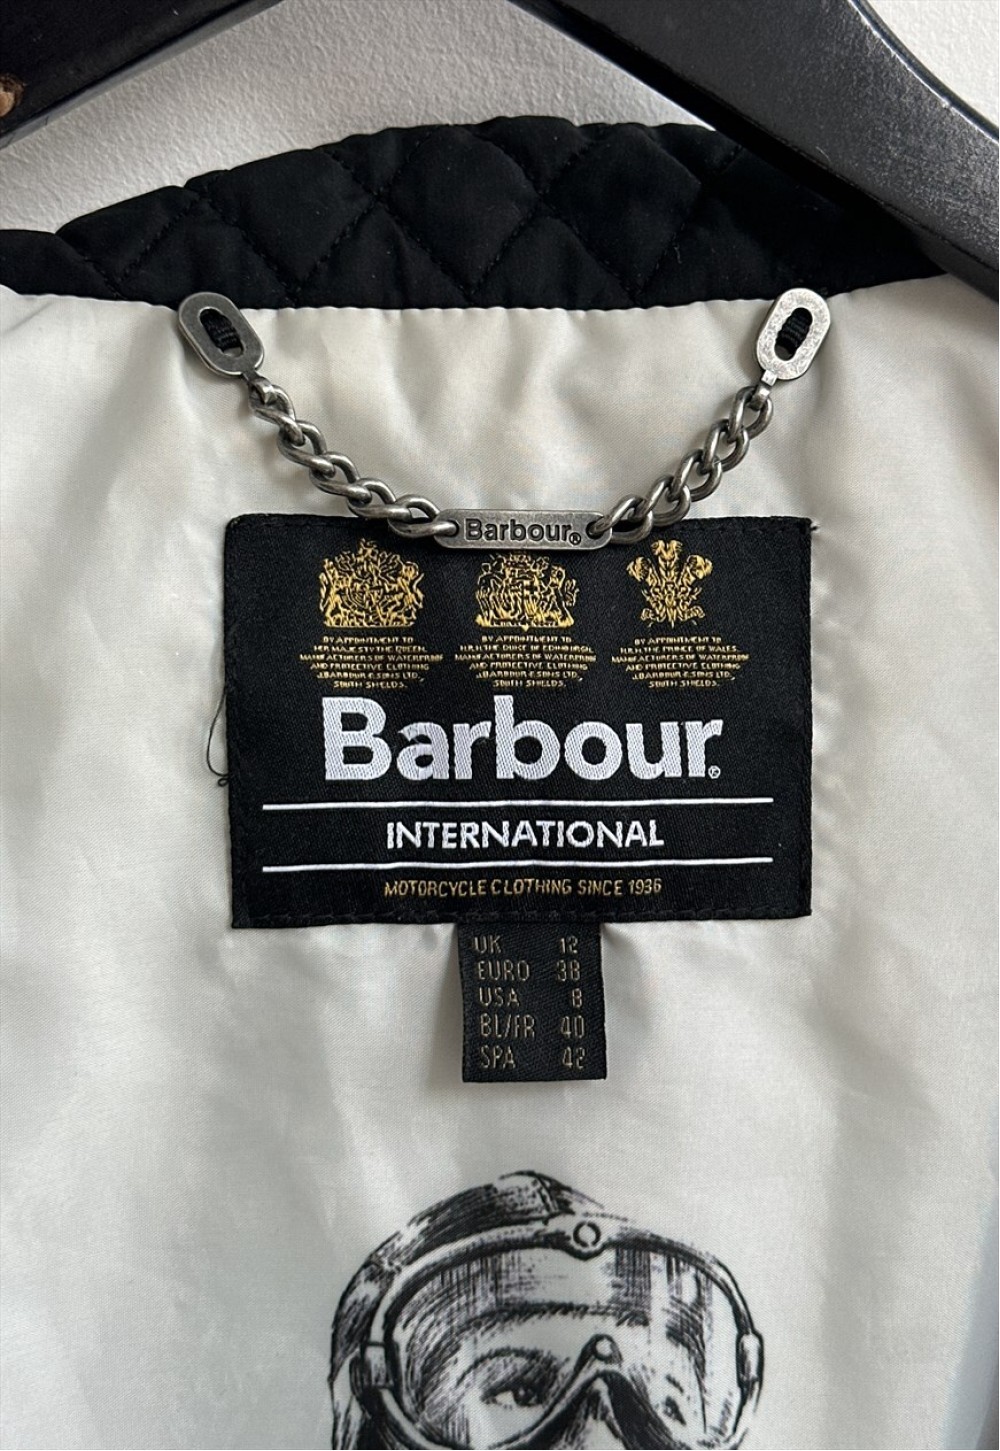 Barbour®
BY APPOINTMENT TO
HER MAJESTY THE QUEEN
MANUFACTURERS OF WATERPROOF
AND PROTECTIVE CLOTHING
J.BARBOUR & SONS LTD.
SOUTH SHIELDS.
BY APPOINTMENT TO
H.R.H. THE DUKE OF EDINBURGH
MANUFACTURERS OF WATERPROOF
AND PROTECTIVE CLOTHING
J.BARBOUR & SONS LTD.
SOUTH SHIELDS.
BY APPOINTMENT TO
H.R.H. THE PRINCE OF WALES.
MANUFACTURERS OF WATERPROOF
AND PROTECTIVE CLOTHING
J.BARBOUR & SONS LTD.
SOUTH SHIELDS.
Barbour®
INTERNATIONAL
MOTORCYCLE CLOTHING SINCE 1936
UK 12
EURO 38
USA 8
BL/FR 40
SPA 42